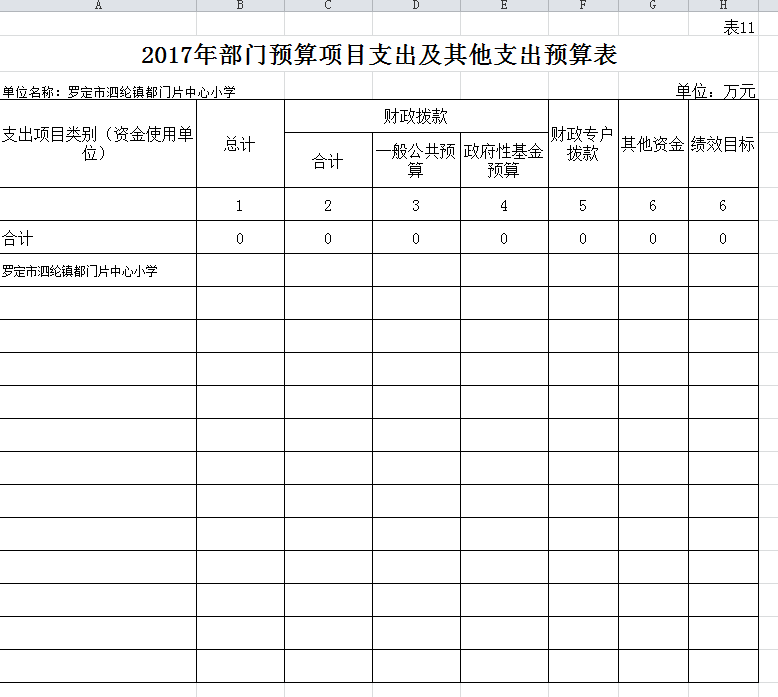 A B C D E F G H
表11
2017年部门预算项目支出及其他支出预算表
单位名称：罗定市泗纶镇都门片中心小学
单位：万元
支出项目类别（资金使用单
位）
总计
财政拨款
合计
一般公共预
算
政府性基金
预算
财政专户
拨款
其他资金
绩效目标
1 2 3 4 5 6 6
合计 0 0 0 0 0 0 0
罗定市泗纶镇都门片中心小学